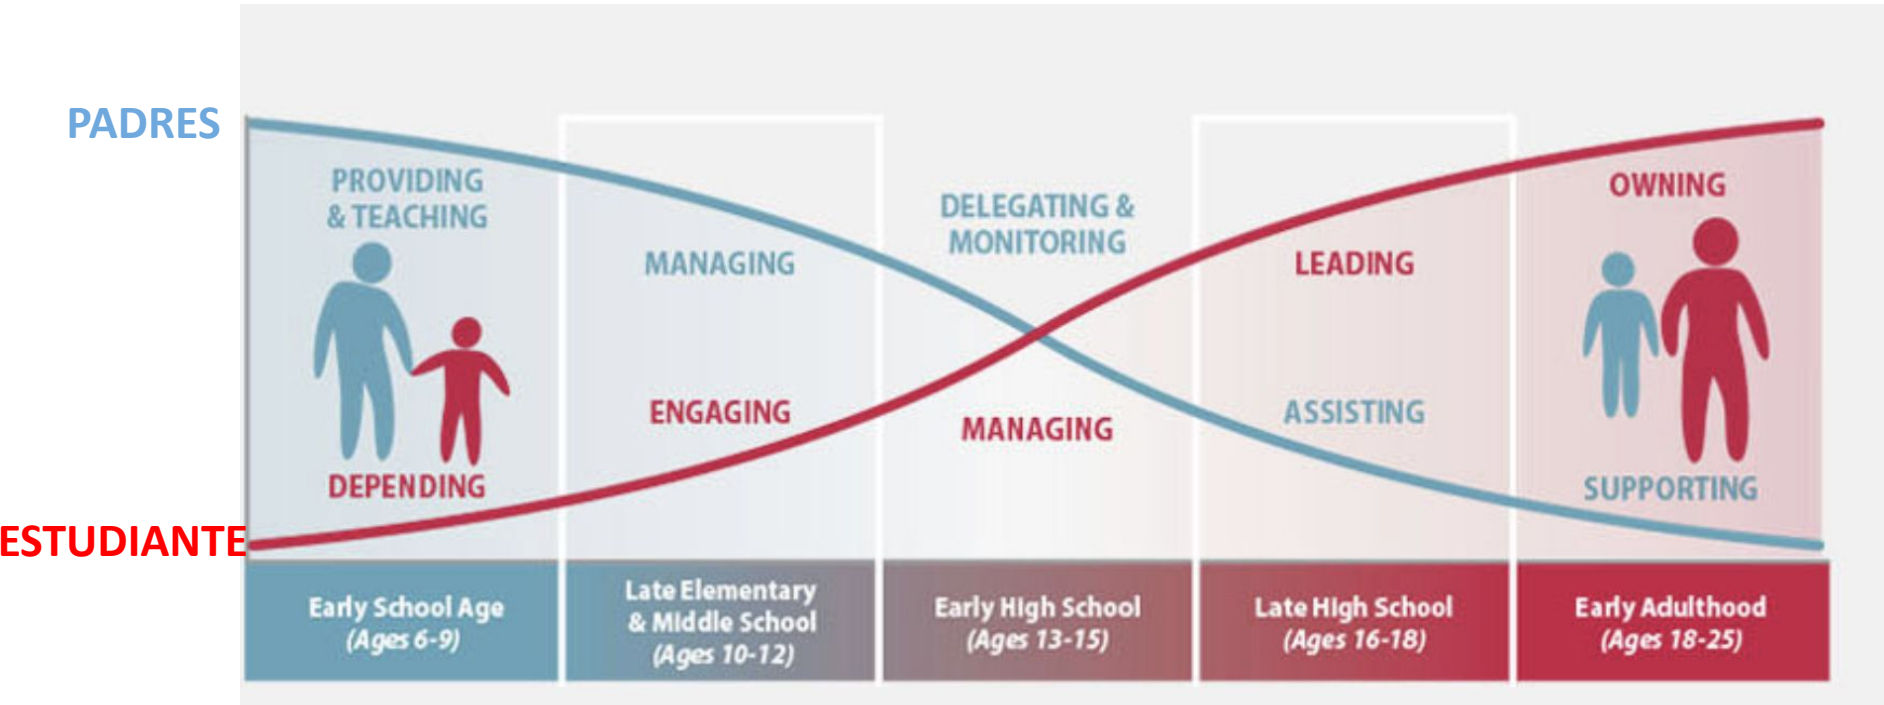 PADRES
PROVIDING
& TEACHING
MANAGING
DELEGATING &
MONITORING
LEADING
OWNING
DEPENDING
ENGAGING
MANAGING
ASSISTING
SUPPORTING
ESTUDIANTE
Early School Age
(Ages 6-9)
Late Elementary
& Middle School
(Ages 10-12)
Early High School
(Ages 13-15)
Late High School
(Ages 16-18)
Early Adulthood
(Ages 18-25)